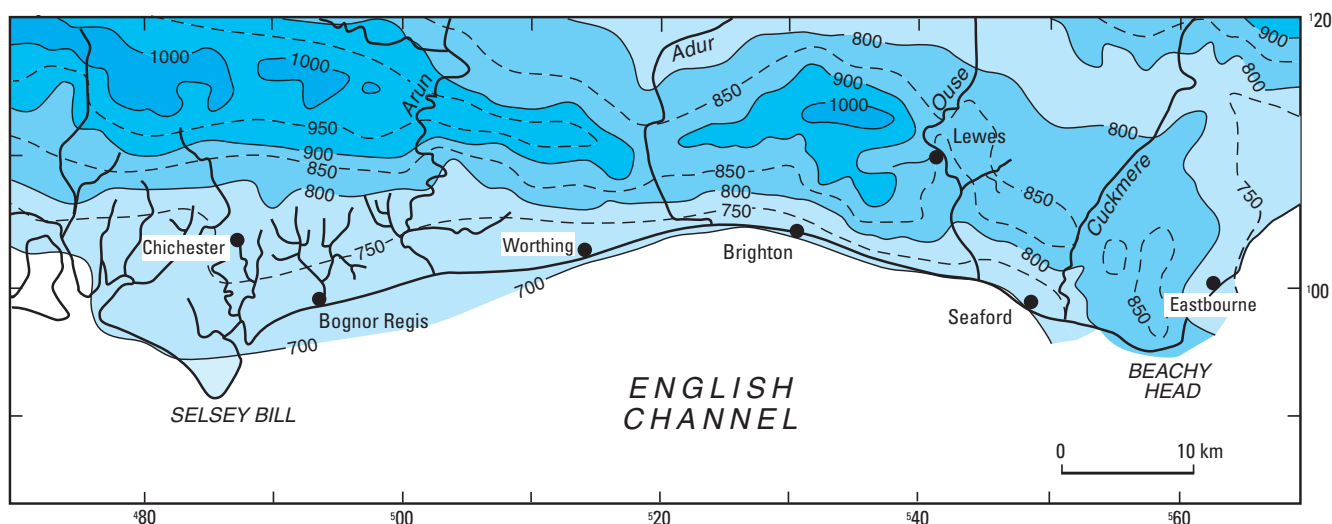 ¹20
900
800
1000
1000
Arun
Adur
800
900
850
1000
Ouse
950
900
850
800
Lewes
800
850
800
750
Cuckmere
750
850
Chichester
750
Worthing
Brighton
800
¹00
700
Bognor Regis
Seaford
850
Eastbourne
700
SELSEY BILL
ENGLISH
CHANNEL
BEACHY
HEAD
0 10 km
⁴80
⁵00
⁵20
⁵40
⁵60